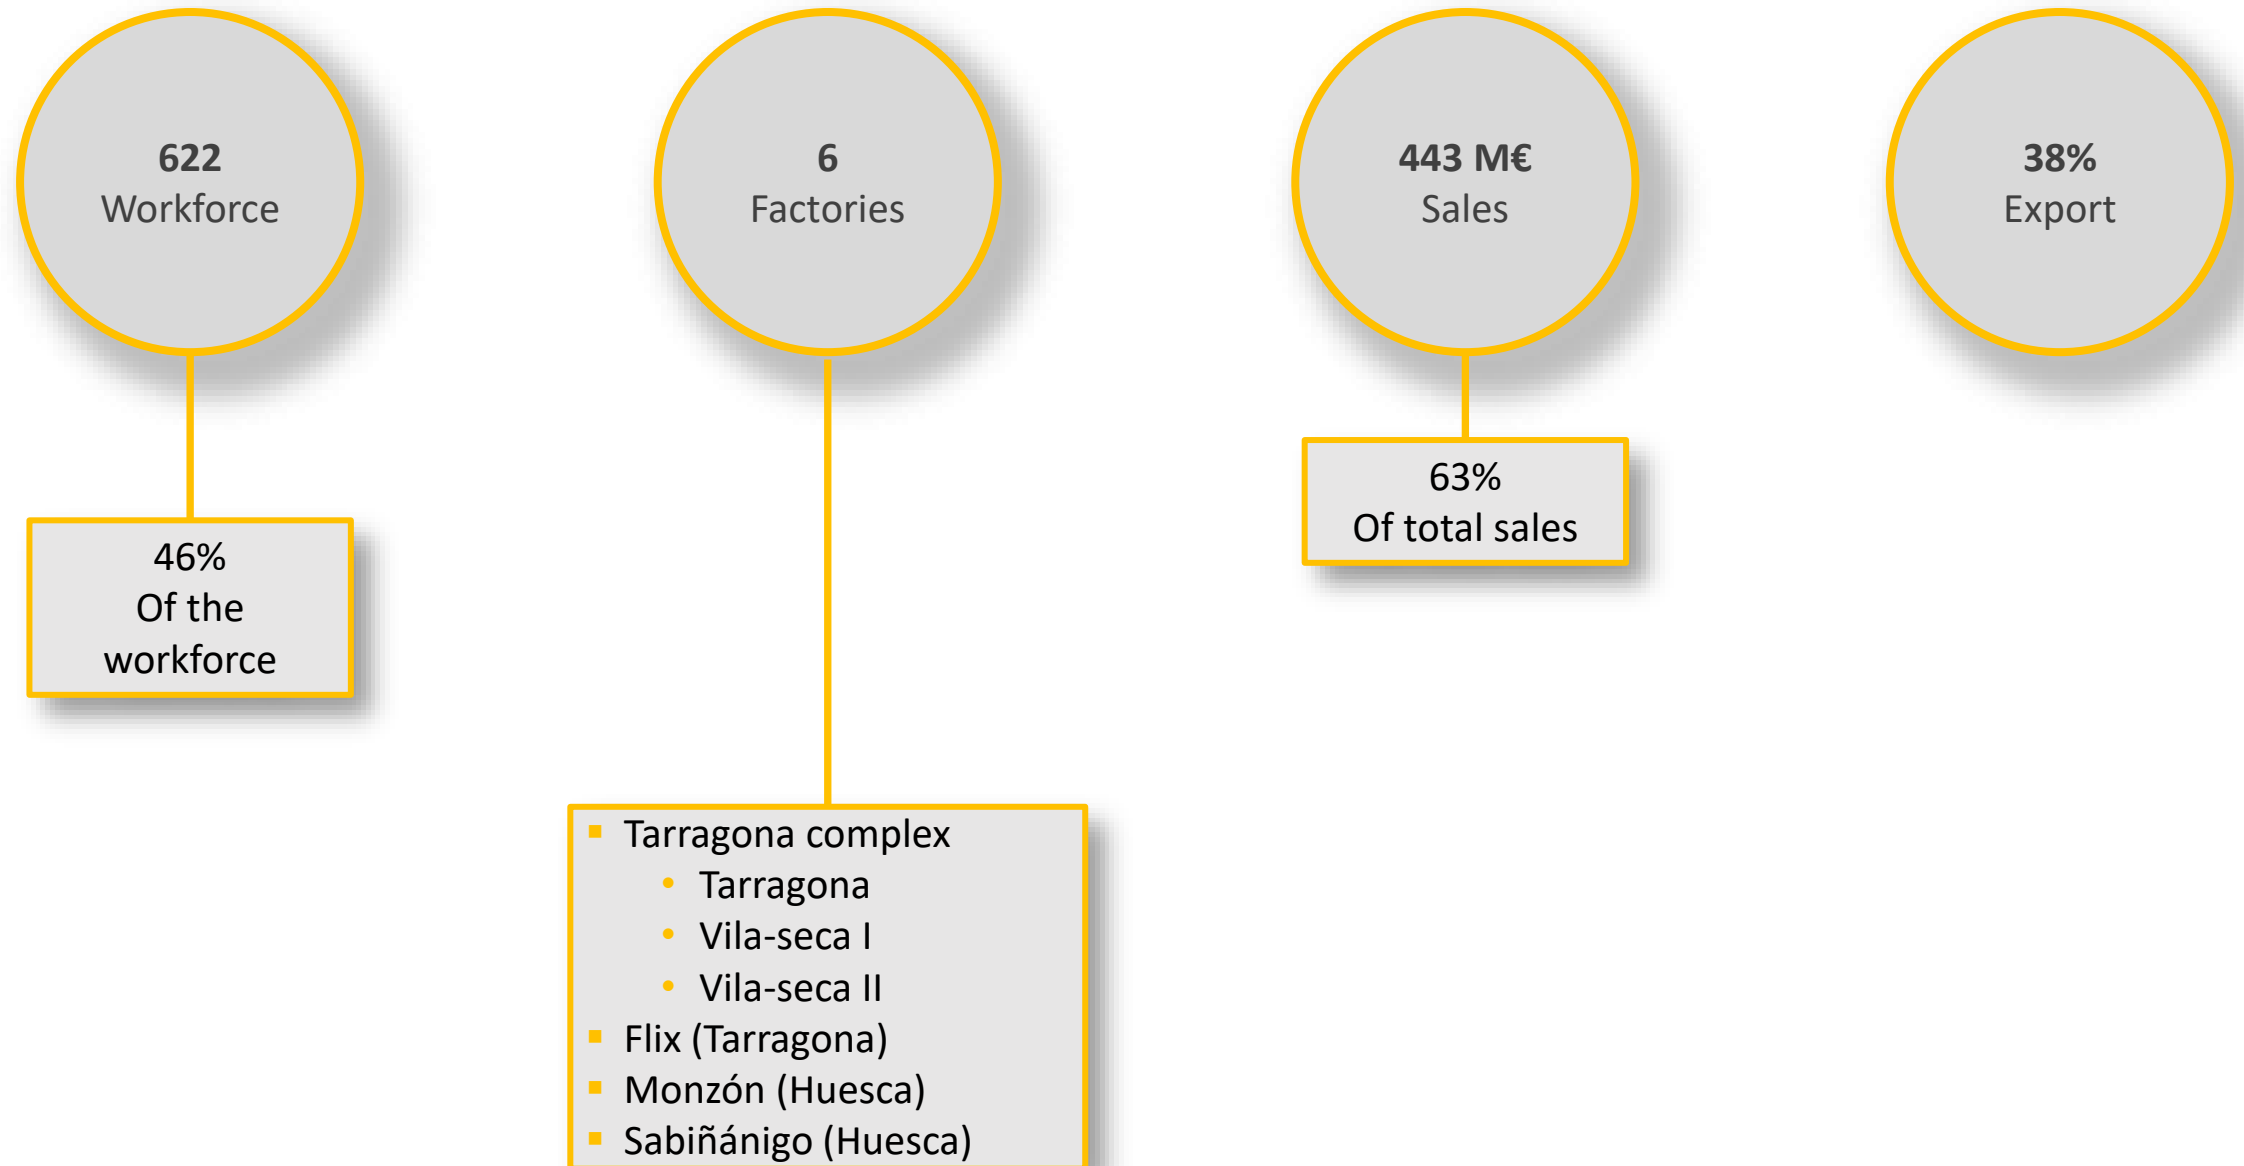 622
Workforce
6
Factories
443 M€
Sales
38%
Export
46%
Of the
workforce
63%
Of total sales
▪ Tarragona complex
• Tarragona
• Vila-seca I
• Vila-seca II
▪ Flix (Tarragona)
▪ Monzón (Huesca)
▪ Sabiñánigo (Huesca)